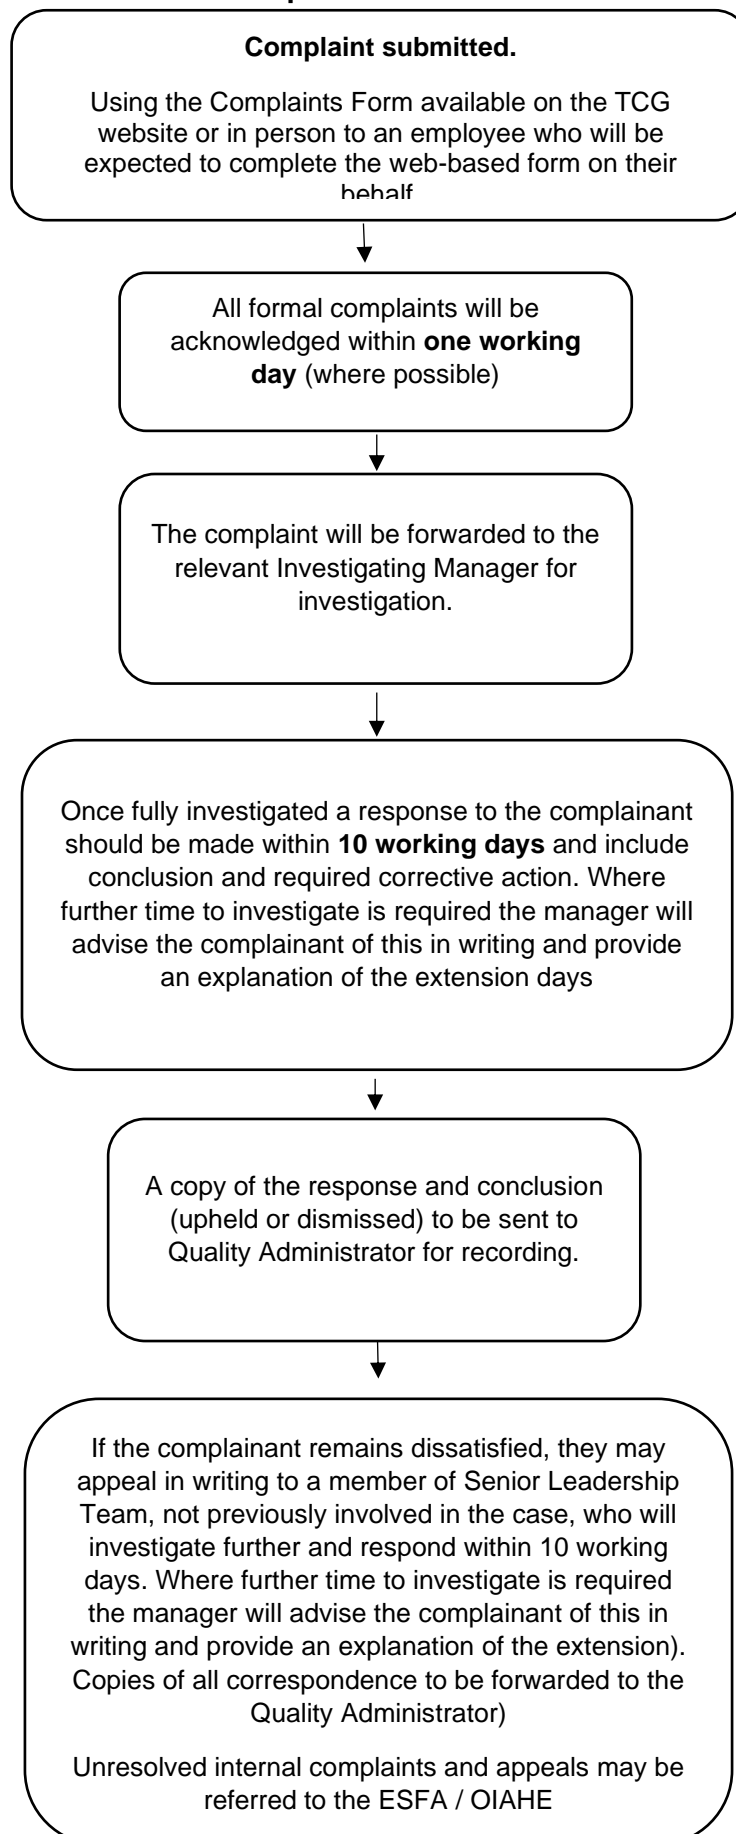 Complaint submitted.
Using the Complaints Form available on the TCG
website or in person to an employee who will be
expected to complete the web-based form on their
behalf
All formal complaints will be
acknowledged within one working
day (where possible)
The complaint will be forwarded to the
relevant Investigating Manager for
investigation.
Once fully investigated a response to the complainant
should be made within 10 working days and include
conclusion and required corrective action. Where
further time to investigate is required the manager will
advise the complainant of this in writing and provide
an explanation of the extension days
A copy of the response and conclusion
(upheld or dismissed) to be sent to
Quality Administrator for recording.
If the complainant remains dissatisfied, they may
appeal in writing to a member of Senior Leadership
Team, not previously involved in the case, who will
investigate further and respond within 10 working
days. Where further time to investigate is required
the manager will advise the complainant of this in
writing and provide an explanation of the extension).
Copies of all correspondence to be forwarded to the
Quality Administrator)
Unresolved internal complaints and appeals may be
referred to the ESFA / OIAHE